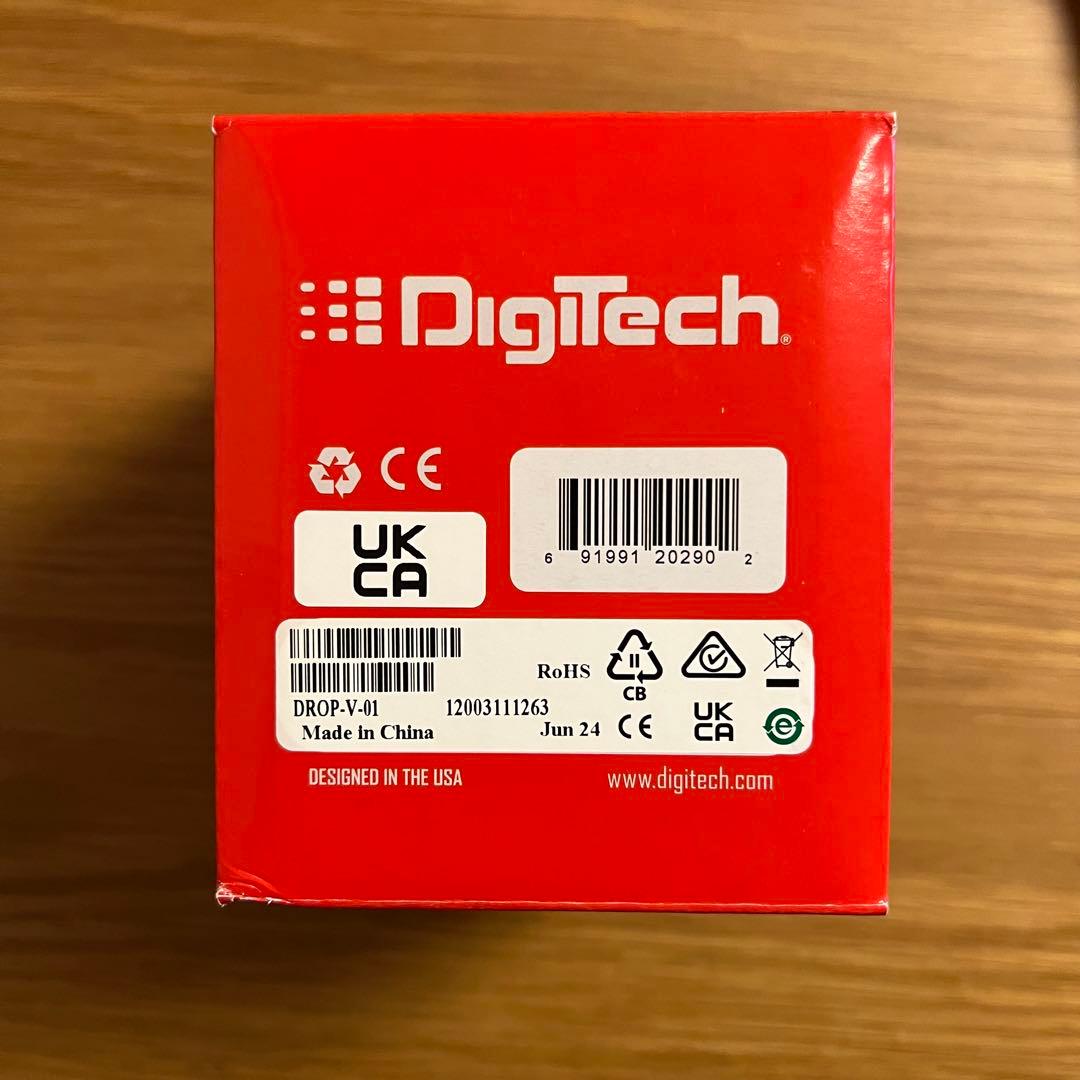 DigiTech®
CE
UK
CA
6 91991 20290 2
RoHS
CB
DROP-V-01 12003111263
Made in China Jun 24 CE UK
CA
e
DESIGNED IN THE USA www.digitech.com